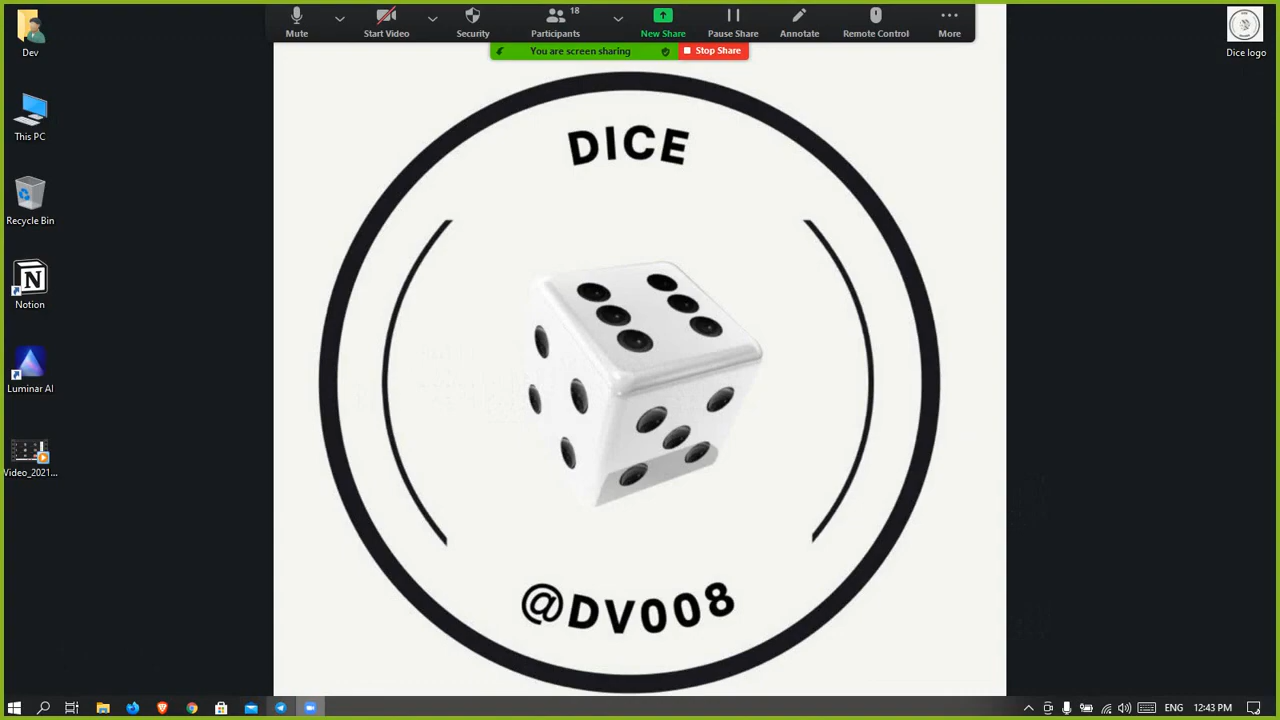 18
Mute
Start Video
Security
Participants
New Share
Pause Share
Annotate
Remote Control
More
You are screen sharing
Stop Share
Dev
This PC
Recycle Bin
Notion
Luminar AI
Video_2021...
Dice logo
DICE
@DV008
ENG
12:43 PM